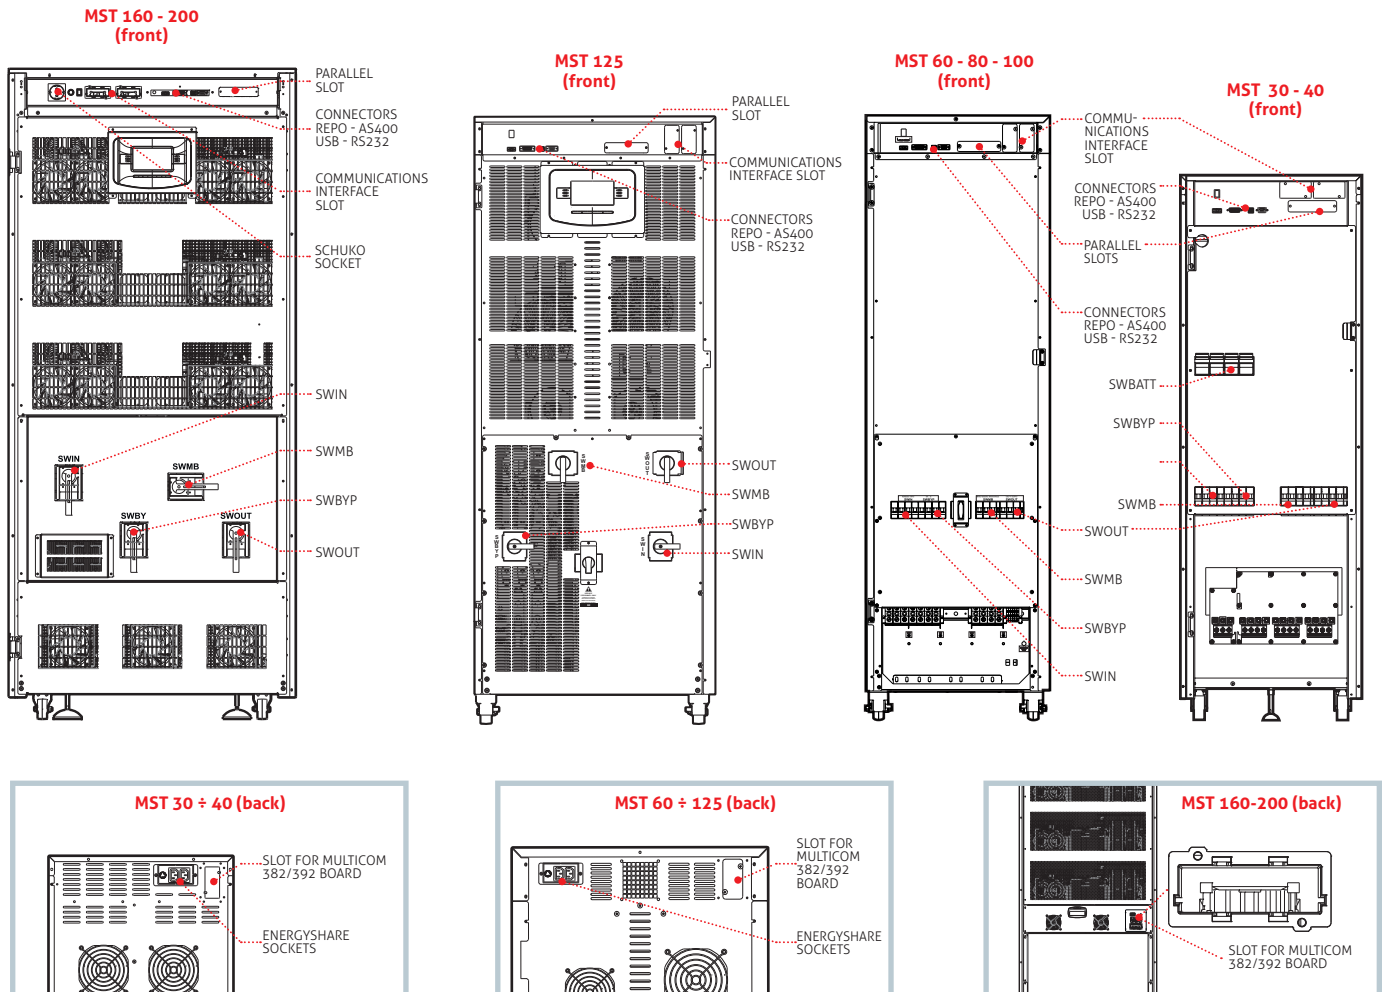 MST 160 - 200
(front)
PARALLEL
SLOT
CONNECTORS
REPO - AS400
USB - RS232
COMMUNICATIONS
INTERFACE
SLOT
SCHUKO
SOCKET
SWIN
SWMB
SWBYP
SWOUT
SWIN
SWMB
SWBY
SWOUT
MST 125
(front)
PARALLEL
SLOT
COMMUNICATIONS
INTERFACE SLOT
CONNECTORS
REPO - AS400
USB - RS232
SWOUT
SWMB
SWBYP
SWIN
SWMB
SWOUT
SWBYP
SWIN
MST 60 - 80 - 100
(front)
COMMU-
NICATIONS
INTERFACE
SLOT
CONNECTORS
REPO - AS400
USB - RS232
PARALLEL
SLOTS
CONNECTORS
REPO - AS400
USB - RS232
SWBATT
SWBYP
SWMB
SWOUT
SWMB
SWBYP
SWIN
MST 30 - 40
(front)
MST 30 ÷ 40 (back)
SLOT FOR MULTICOM
382/392 BOARD
ENERGYSHARE
SOCKETS
MST 60 ÷ 125 (back)
SLOT FOR
MULTICOM
382/392
BOARD
ENERGYSHARE
SOCKETS
MST 160-200 (back)
SLOT FOR MULTICOM
382/392 BOARD